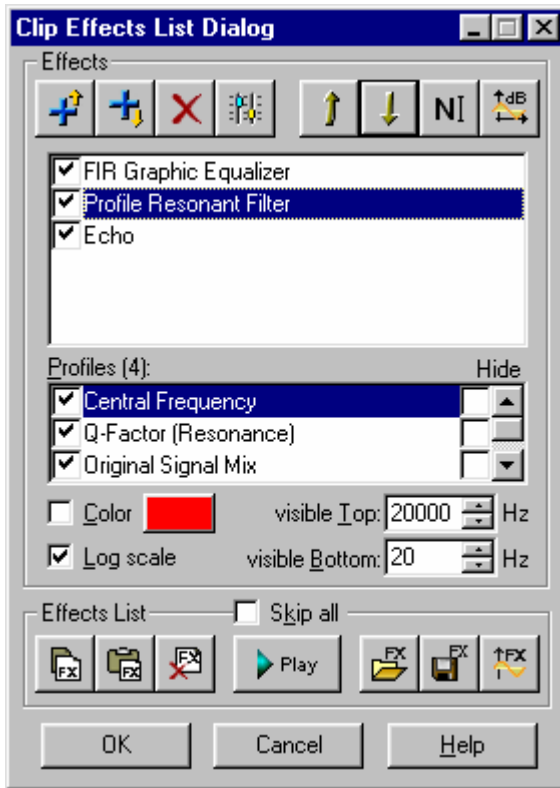 Clip Effects List Dialog
Effects
NI
dB
FIR Graphic Equalizer
Profile Resonant Filter
Echo
Profiles (4):
Hide
Central Frequency
Q-Factor (Resonance)
Original Signal Mix
Color
visible Top: 20000 Hz
Log scale
visible Bottom: 20 Hz
Effects List
Skip all
FX
FX
FX
Play
FX
FX
FX
OK
Cancel
Help